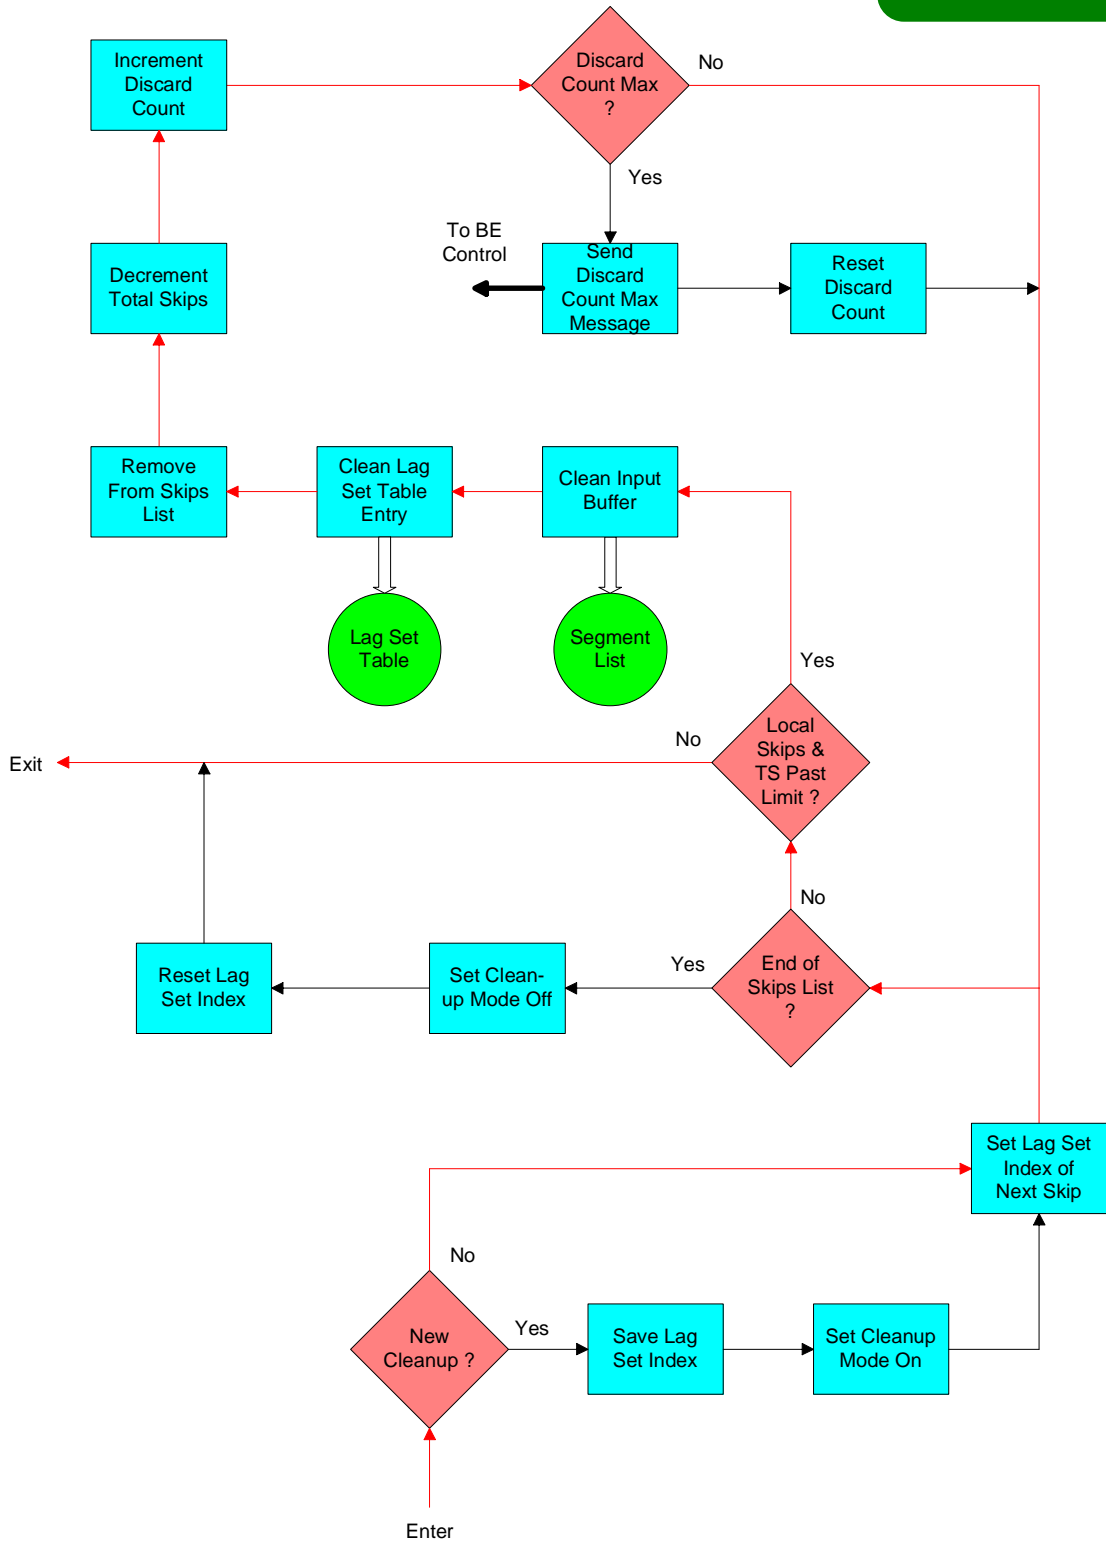 Increment
Discard
Count
Discard
Count Max
?
No
Yes
To BE
Control
Send
Discard
Count Max
Message
Reset
Discard
Count
Decrement
Total Skips
Remove
From Skips
List
Clean Lag
Set Table
Entry
Clean Input
Buffer
Lag Set
Table
Segment
List
Yes
Local
Skips &
TS Past
Limit ?
No
Exit
No
End of
Skips List
?
Yes
Set Clean-
up Mode Off
Reset Lag
Set Index
Set Lag Set
Index of
Next Skip
No
New
Cleanup ?
Yes
Save Lag
Set Index
Set Cleanup
Mode On
Enter